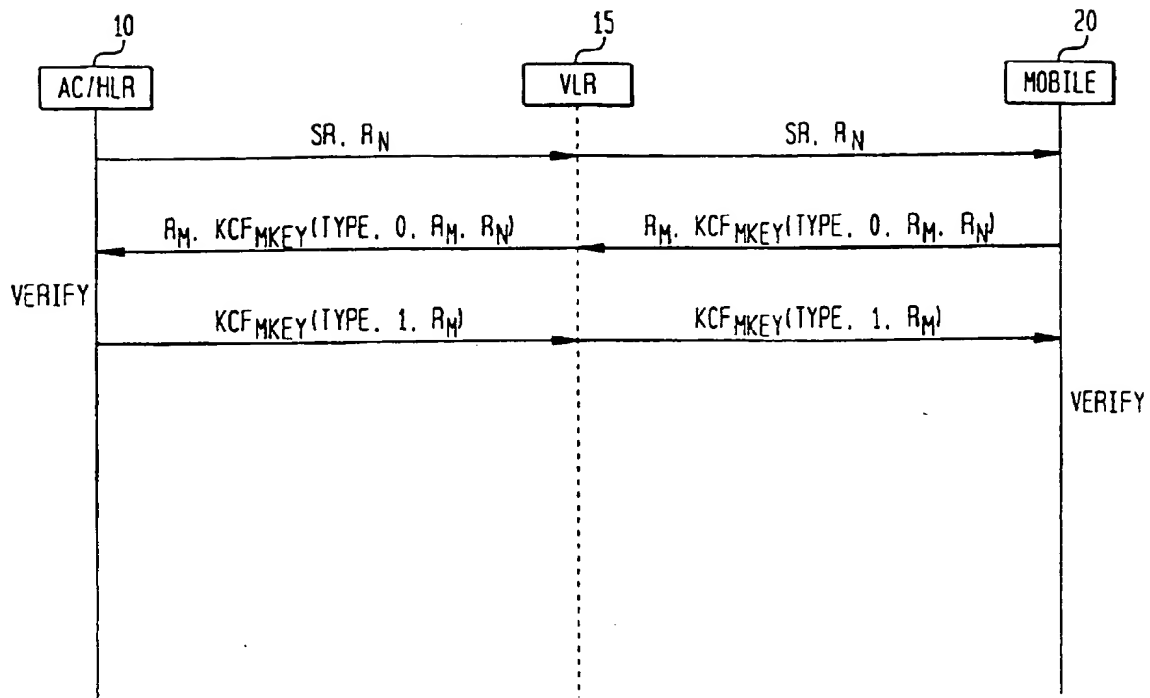 10
15
20
AC/HLR
VLR
MOBILE
SR, RN
SR, RN
RM, KCFMKEY(TYPE, 0, RM, RN)
RM, KCFMKEY(TYPE, 0, RM, RN)
VERIFY
KCFMKEY(TYPE, 1, RM)
KCFMKEY(TYPE, 1, RM)
VERIFY